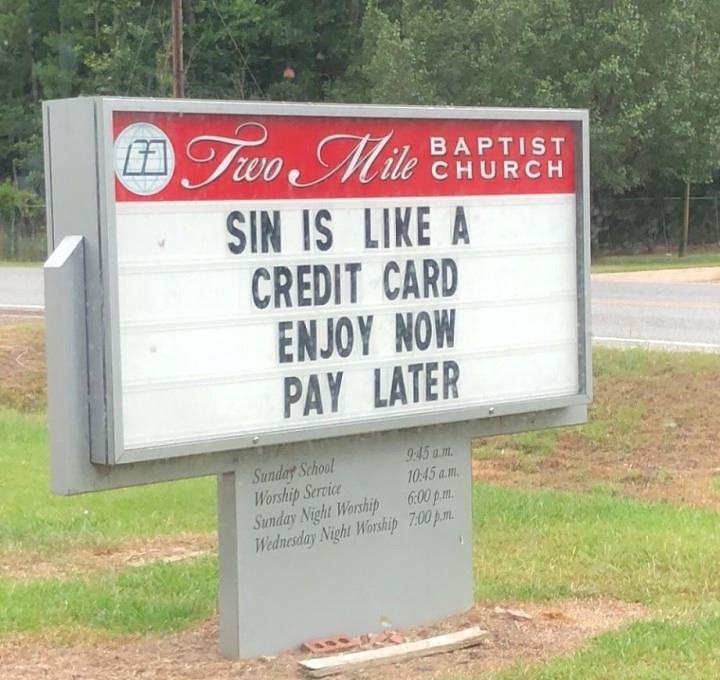 Two Mile BAPTIST CHURCH
SIN IS LIKE A
CREDIT CARD
ENJOY NOW
PAY LATER
Sunday School 9:45 a.m.
Worship Service 10:45 a.m.
Sunday Night Worship 6:00 p.m.
Wednesday Night Worship 7:00 p.m.